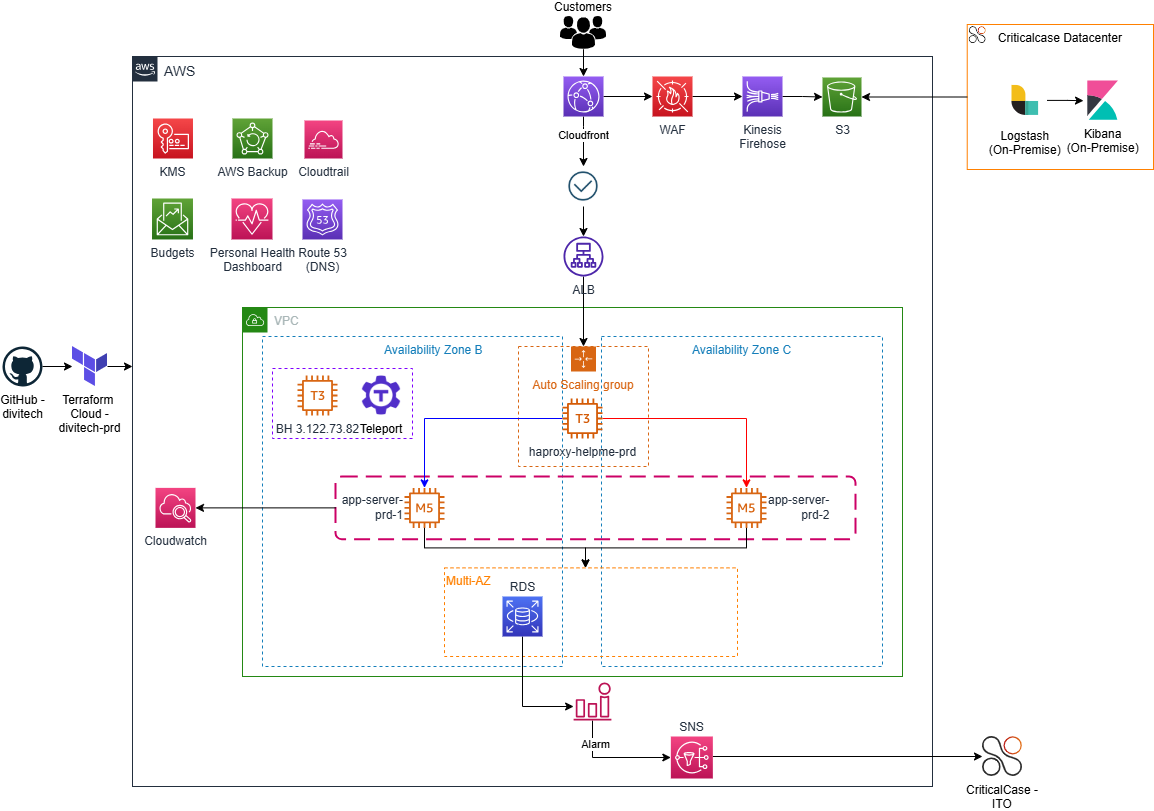 Customers
aws
AWS
Criticalcase Datacenter
Cloudfront
WAF
Kinesis
Firehose
S3
Logstash
(On-Premise)
Kibana
(On-Premise)
KMS
AWS Backup
Cloudtrail
53
Budgets
Personal Health
Dashboard
Route 53
(DNS)
ALB
VPC
Availability Zone B
Availability Zone C
GitHub -
divitech
Terraform
Cloud -
divitech-prd
T3
T
BH 3.122.73.82
Teleport
Auto Scaling group
T3
haproxy-helpme-prd
app-server-
prd-1
M5
M5
app-server-
prd-2
Cloudwatch
Multi-AZ
RDS
Alarm
SNS
CriticalCase -
ITO